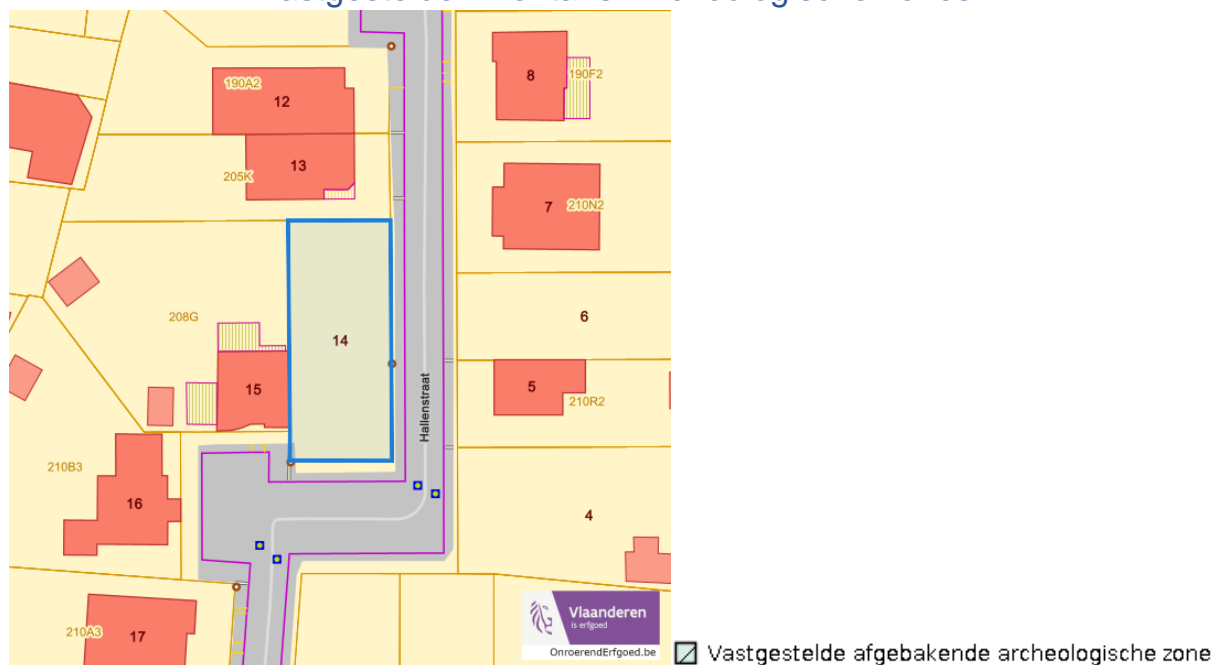 8
190F2
190A2
12
13
205K
7
210N2
208G
6
14
15
5
210R2
Hallenstraat
210B3
16
4
Vlaanderen
is erfgoed
210A3
17
OnroerendErfgoed.be
Vastgestelde afgebakende archeologische zone